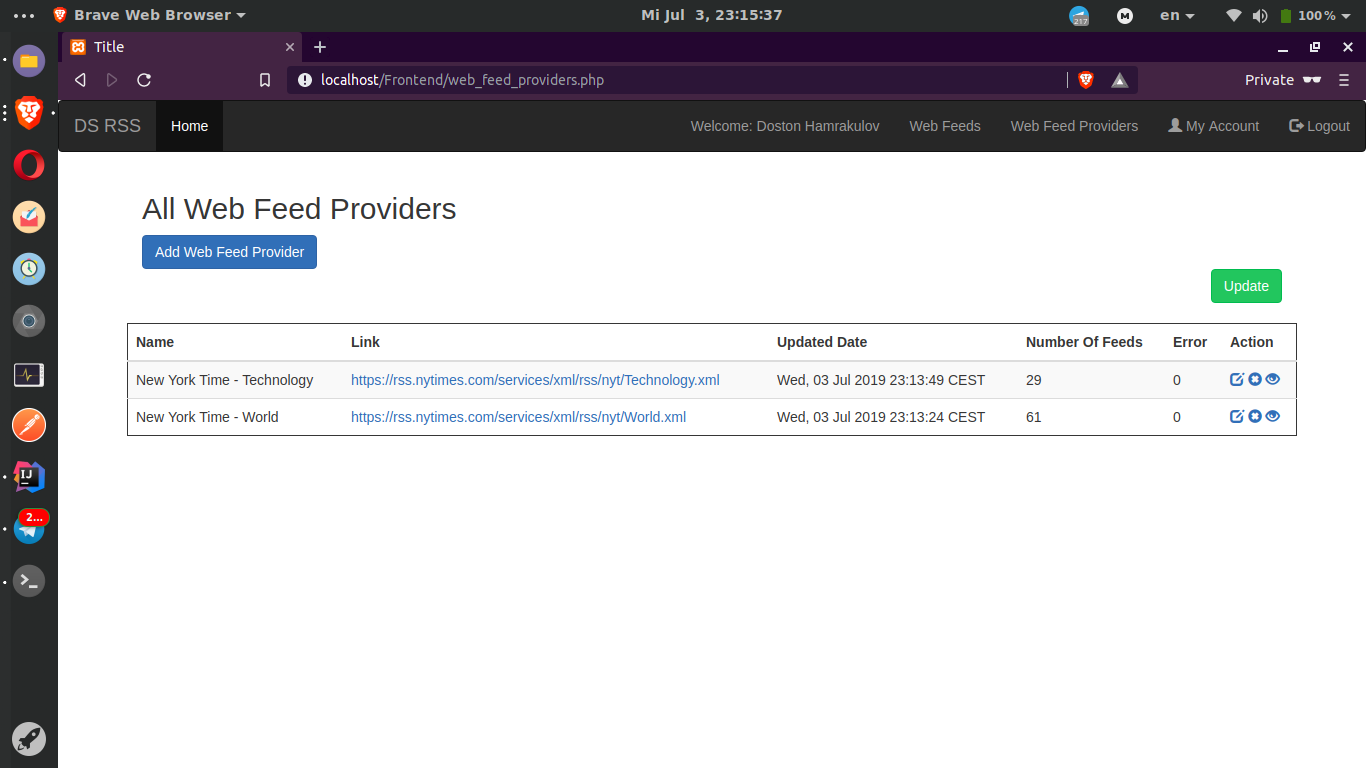 Brave Web Browser
Mi Jul 3, 23:15:37
217
M
en
100 %
Title
localhost/Frontend/web_feed_providers.php
Private
DS RSS
Home
Welcome: Doston Hamrakulov
Web Feeds
Web Feed Providers
My Account
Logout
All Web Feed Providers
Add Web Feed Provider
Update
Name Link Updated Date Number Of Feeds Error Action
New York Time - Technology https://rss.nytimes.com/services/xml/rss/nyt/Technology.xml Wed, 03 Jul 2019 23:13:49 CEST 29 0
New York Time - World https://rss.nytimes.com/services/xml/rss/nyt/World.xml Wed, 03 Jul 2019 23:13:24 CEST 61 0
IJ
2...